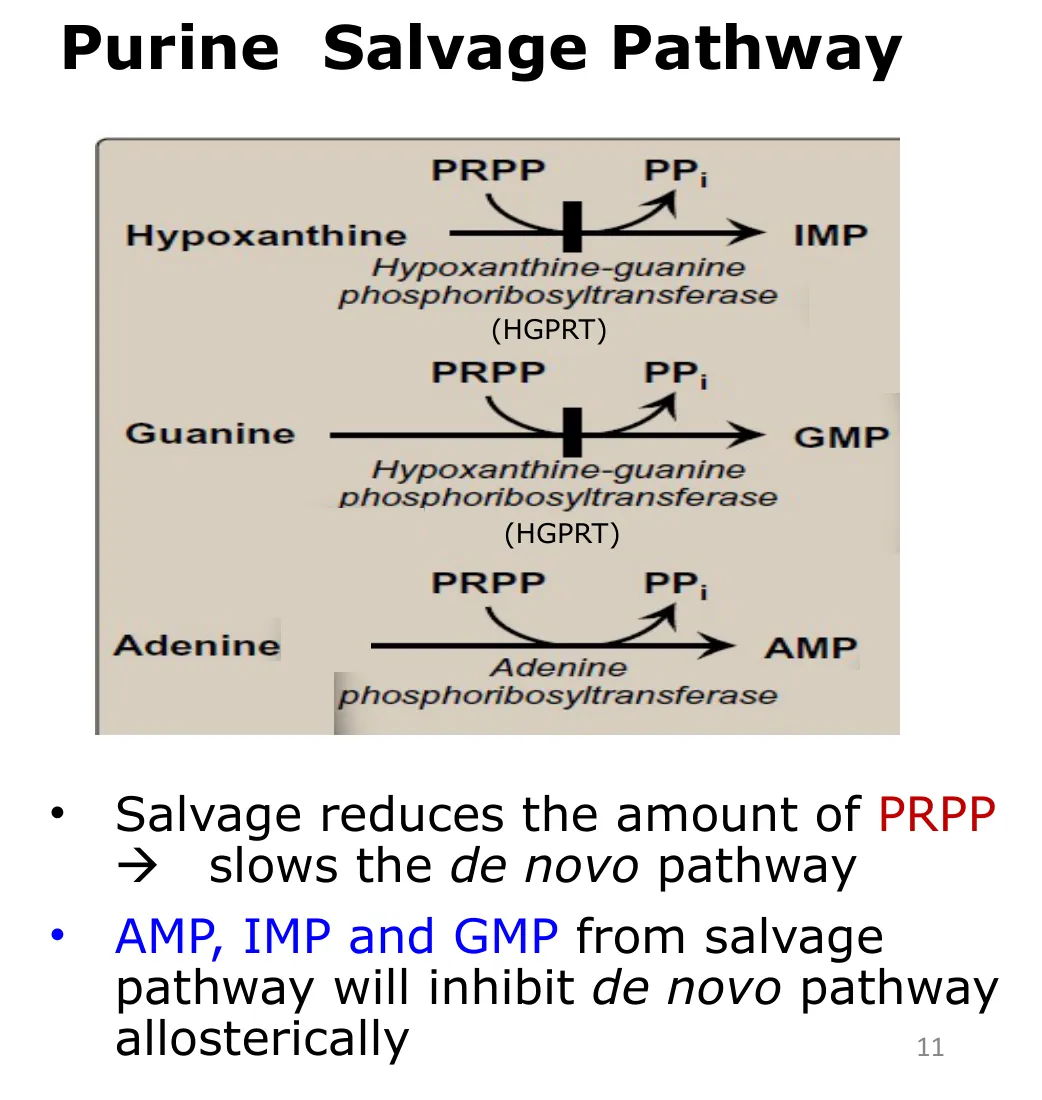 Purine Salvage Pathway
PRPP PPi
Hypoxanthine IMP
Hypoxanthine-guanine
phosphoribosyltransferase
(HGPRT)
PRPP PPi
Guanine GMP
Hypoxanthine-guanine
phosphoribosyltransferase
(HGPRT)
PRPP PPi
Adenine AMP
Adenine
phosphoribosyltransferase
• Salvage reduces the amount of PRPP
→ slows the de novo pathway
• AMP, IMP and GMP from salvage
pathway will inhibit de novo pathway
allosterically
11